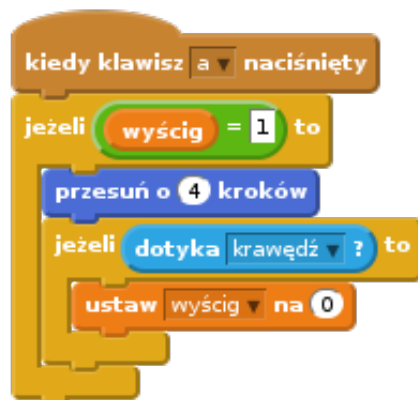 kiedy klawisz a naciśnięty
jeżeli wyścig = 1 to
przesuń o 4 kroków
jeżeli dotyka krawędź ? to
ustaw wyścig na 0